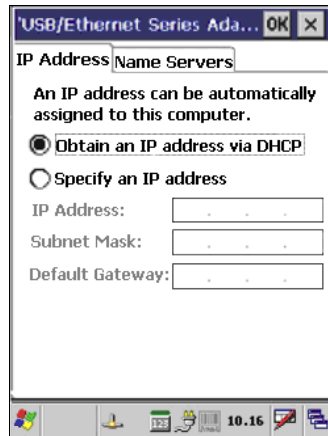 'USB/Ethernet Series Ada... OK ×
IP Address Name Servers
An IP address can be automatically
assigned to this computer.
Obtain an IP address via DHCP
Specify an IP address
IP Address: . . .
Subnet Mask: . . .
Default Gateway: . . .
123 10.16